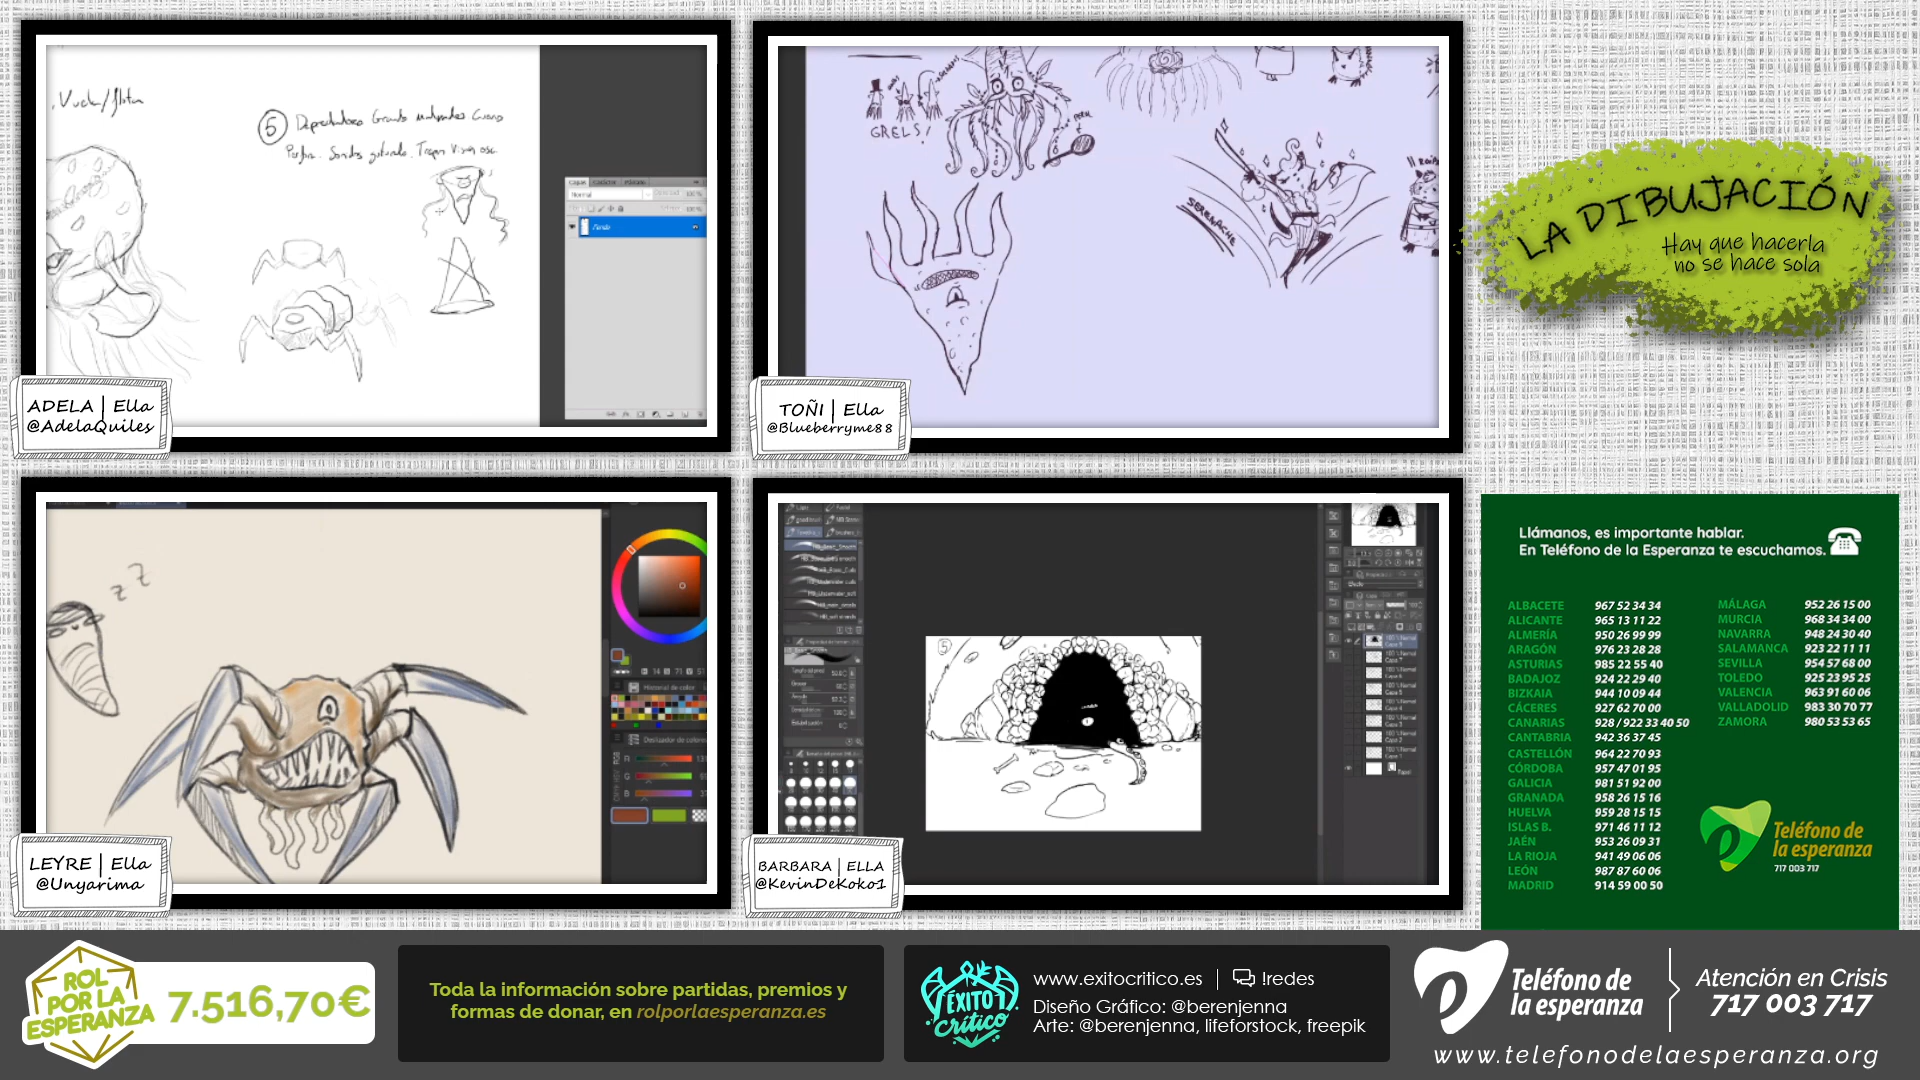 5
ADELA | Ella
@AdelaQuiles
GRELS!
SERENACHE
TOÑI | Ella
@Blueberryme88
LA DIBUJACIÓN
Hay que hacerla
no se hace sola
z z
LEYRE | Ella
@Unyarima
Historial de color
5
BARBARA | ELLA
@KevinDeKoko1
Llámanos, es importante hablar.
En Teléfono de la Esperanza te escuchamos.
ALBACETE 967 52 34 34
ALICANTE 965 13 11 22
ALMERÍA 950 26 99 99
ARAGÓN 976 23 28 28
ASTURIAS 985 22 55 40
BADAJOZ 924 22 29 40
BIZKAIA 944 10 09 44
CÁCERES 927 62 70 00
CANARIAS 928 / 922 33 40 50
CANTABRIA 942 36 37 45
CASTELLÓN 964 22 70 93
CÓRDOBA 957 47 01 95
GALICIA 981 51 92 00
GRANADA 958 26 15 16
HUELVA 959 28 15 15
ISLAS B. 971 46 11 12
JAÉN 953 26 09 31
LA RIOJA 941 49 06 06
LEÓN 987 87 60 06
MADRID 914 59 00 50
MÁLAGA 952 26 15 00
MURCIA 968 34 34 00
NAVARRA 948 24 30 40
SALAMANCA 923 22 11 11
SEVILLA 954 57 68 00
TOLEDO 925 23 95 25
VALENCIA 963 91 60 06
VALLADOLID 983 30 70 77
ZAMORA 980 53 53 65
Teléfono de
la esperanza
717 003 717
ROL
POR LA
ESPERANZA
7.516,70€
Toda la información sobre partidas, premios y
formas de donar, en rolporlaesperanza.es
ÉXITO
Crítico
www.exitocritico.es | !redes
Diseño Gráfico: @berenjenna
Arte: @berenjenna, lifeforstock, freepik
Teléfono de
la esperanza
Atención en Crisis
717 003 717
www.telefonodelaesperanza.org